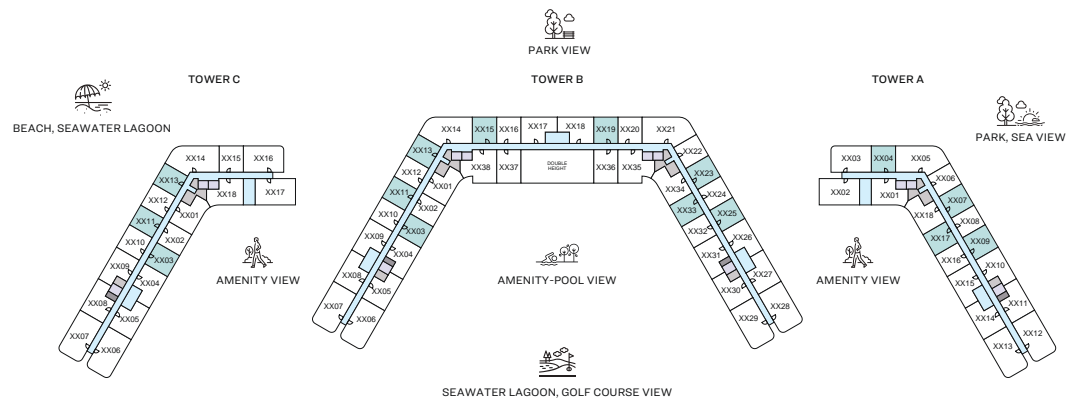 PARK VIEW
TOWER C
TOWER B
TOWER A
BEACH, SEAWATER LAGOON
PARK, SEA VIEW
XX14
XX15
XX16
XX13
XX17
XX18
XX12
XX01
XX11
XX02
XX10
XX03
XX09
XX04
XX08
XX05
XX07
XX06
AMENITY VIEW
XX14
XX15
XX16
XX17
XX18
XX19
XX20
XX21
XX13
XX38
XX37
DOUBLE
HEIGHT
XX36
XX35
XX22
XX12
XX01
XX34
XX23
XX11
XX02
XX33
XX24
XX10
XX03
XX32
XX25
XX09
XX04
XX31
XX26
XX08
XX05
XX30
XX27
XX07
XX06
XX29
XX28
AMENITY-POOL VIEW
XX03
XX04
XX05
XX02
XX01
XX06
XX18
XX07
XX17
XX08
XX16
XX09
XX15
XX10
XX14
XX11
XX13
XX12
AMENITY VIEW
SEAWATER LAGOON, GOLF COURSE VIEW